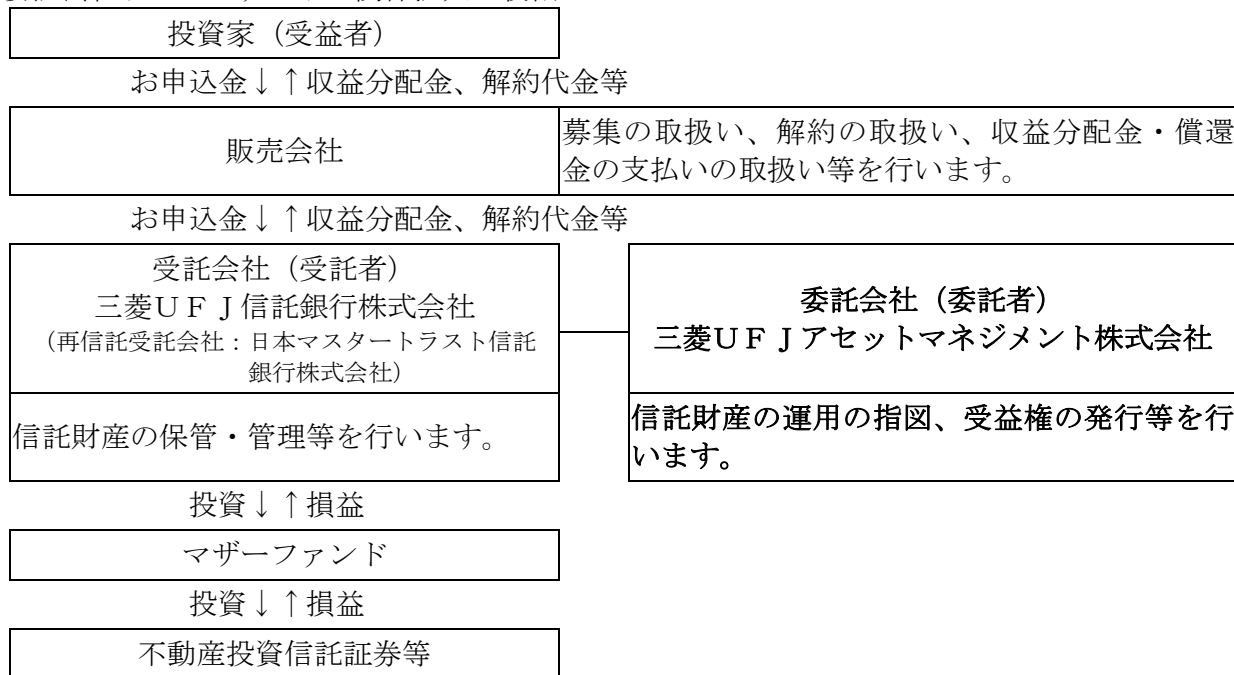 投資家（受益者）
お申込金↓↑収益分配金、解約代金等
販売会社
募集の取扱い、解約の取扱い、収益分配金・償還
金の支払いの取扱い等を行います。
お申込金↓↑収益分配金、解約代金等
受託会社（受託者）
三菱ＵＦＪ信託銀行株式会社
（再信託受託会社：日本マスタートラスト信託
銀行株式会社）
委託会社（委託者）
三菱ＵＦＪアセットマネジメント株式会社
信託財産の保管・管理等を行います。
信託財産の運用の指図、受益権の発行等を行
います。
投資↓↑損益
マザーファンド
投資↓↑損益
不動産投資信託証券等